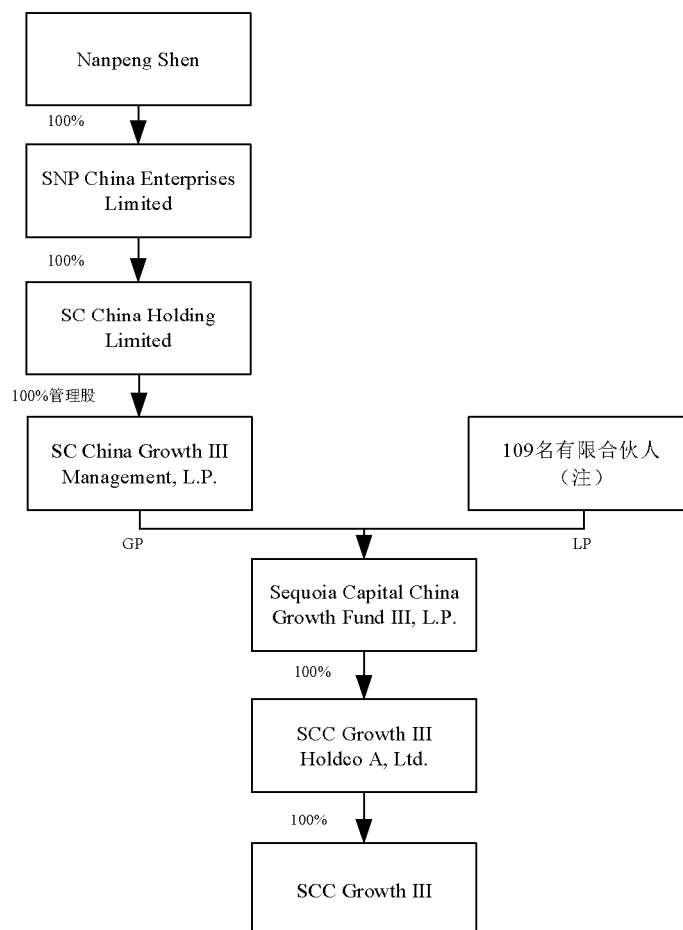 Nanpeng Shen
100%
SNP China Enterprises
Limited
100%
SC China Holding
Limited
100%管理股
SC China Growth III
Management, L.P.
109名有限合伙人
（注）
GP
LP
Sequoia Capital China
Growth Fund III, L.P.
100%
SCC Growth III
Holdco A, Ltd.
100%
SCC Growth III